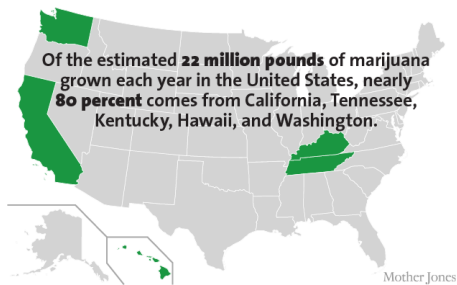 Of the estimated 22 million pounds of marijuana
grown each year in the United States, nearly
80 percent comes from California, Tennessee,
Kentucky, Hawaii, and Washington.
Mother Jones